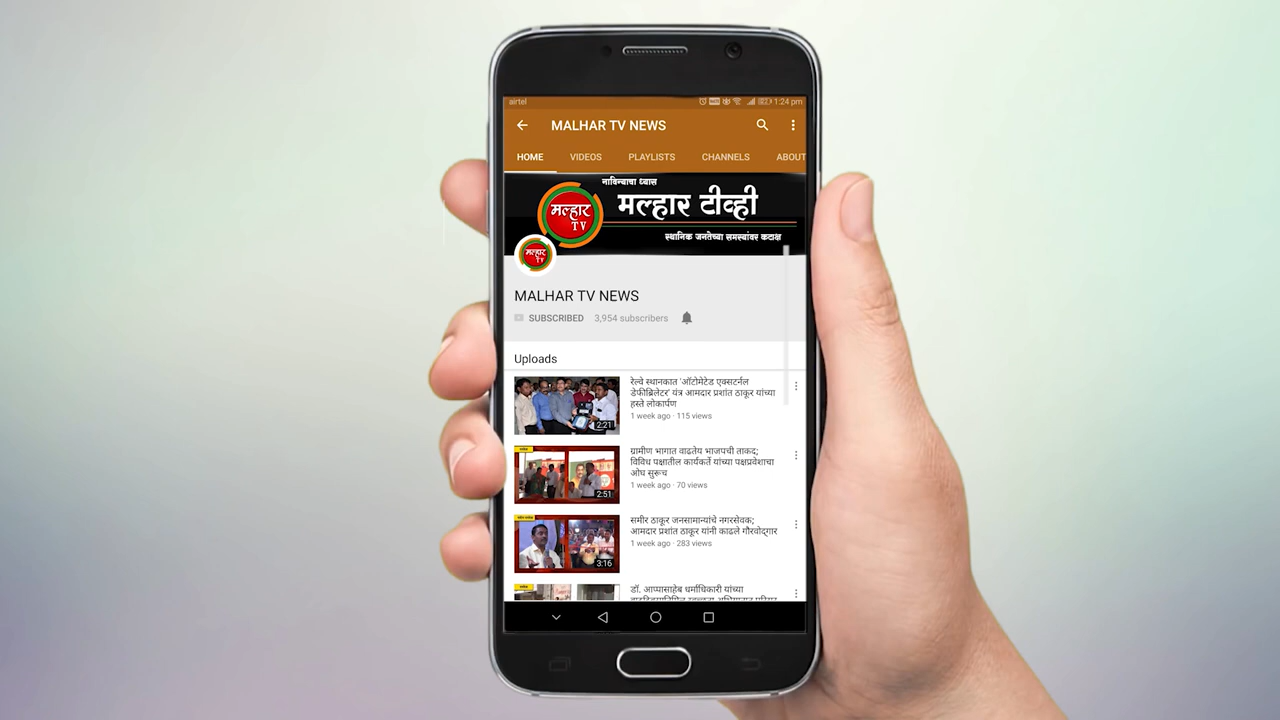 airtel
1:24 pm
MALHAR TV NEWS
HOME VIDEOS PLAYLISTS CHANNELS ABOUT
नाविन्याचा ध्यास
मल्हार टीव्ही
मल्हार
TV
स्थानिक जनतेच्या समस्यांवर कटाक्ष
मल्हार
TV
MALHAR TV NEWS
SUBSCRIBED 3,954 subscribers
Uploads
रेल्वे स्थानकात 'ऑटोमेटेड एक्सटर्नल
डेफीब्रिलेटर' यंत्र आमदार प्रशांत ठाकूर यांच्या
हस्ते लोकार्पण
1 week ago · 115 views
2:21
ग्रामीण भागात वाढतेय भाजपची ताकद;
विविध पक्षातील कार्यकर्ते यांच्या पक्षप्रवेशाचा
ओघ सुरूच
1 week ago · 70 views
2:51
समीर ठाकूर जनसामान्यांचे नगरसेवक;
आमदार प्रशांत ठाकूर यांनी काढले गौरवोद्गार
1 week ago · 283 views
3:16
डॉ. आप्पासाहेब धर्माधिकारी यांच्या